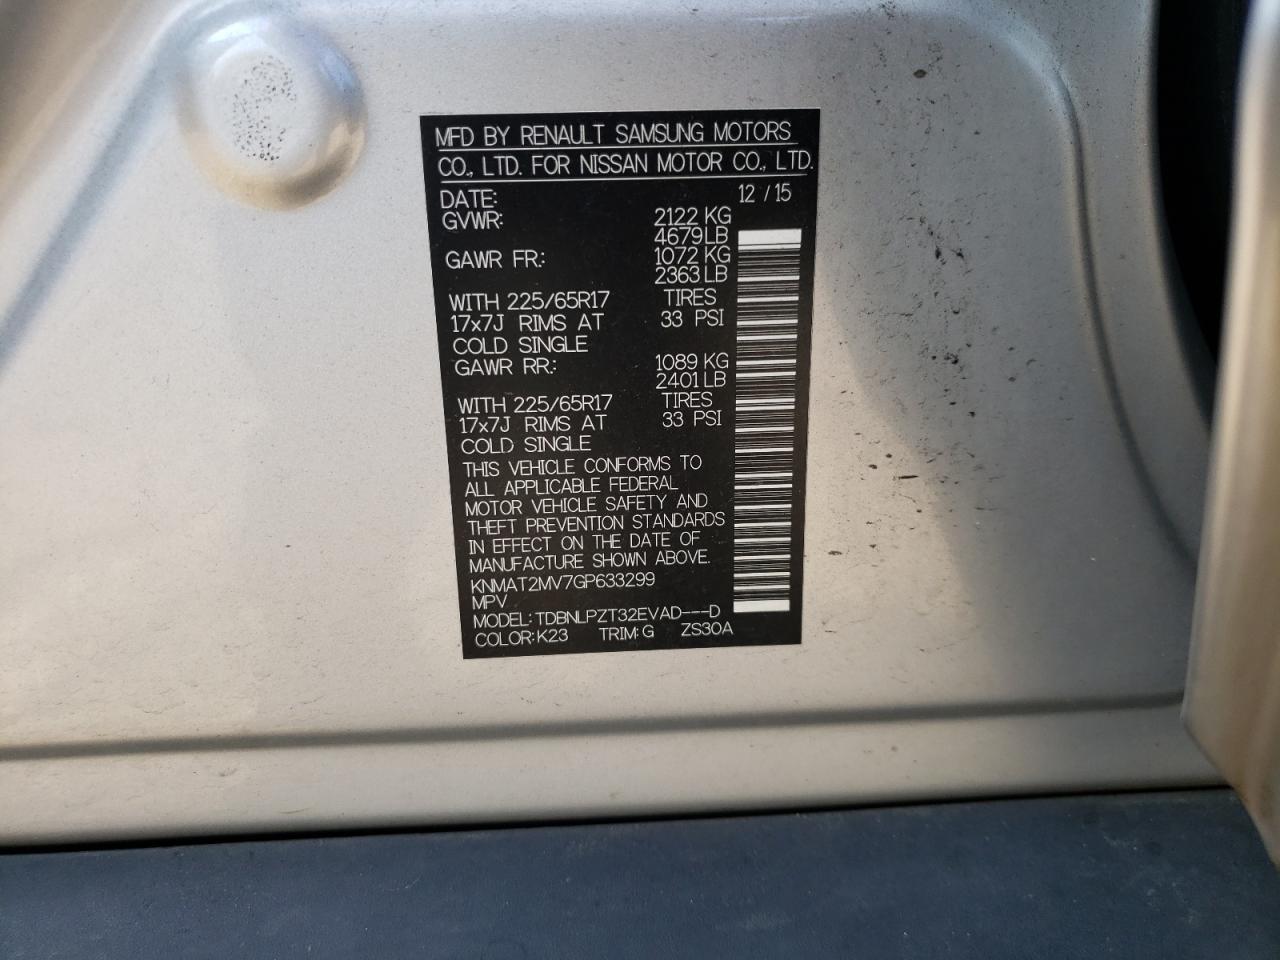 MFD BY RENAULT SAMSUNG MOTORS
CO., LTD. FOR NISSAN MOTOR CO., LTD.
DATE: 12 / 15
GVWR: 2122 KG
4679 LB
GAWR FR.: 1072 KG
2363 LB
WITH 225/65R17 TIRES
17x7J RIMS AT 33 PSI
COLD SINGLE
GAWR RR.: 1089 KG
2401 LB
WITH 225/65R17 TIRES
17x7J RIMS AT 33 PSI
COLD SINGLE
THIS VEHICLE CONFORMS TO
ALL APPLICABLE FEDERAL
MOTOR VEHICLE SAFETY AND
THEFT PREVENTION STANDARDS
IN EFFECT ON THE DATE OF
MANUFACTURE SHOWN ABOVE.
KNMAT2MV7GP633299
MPV
MODEL: TDBNLPZT32EVAD---D
COLOR: K23 TRIM: G ZS30A